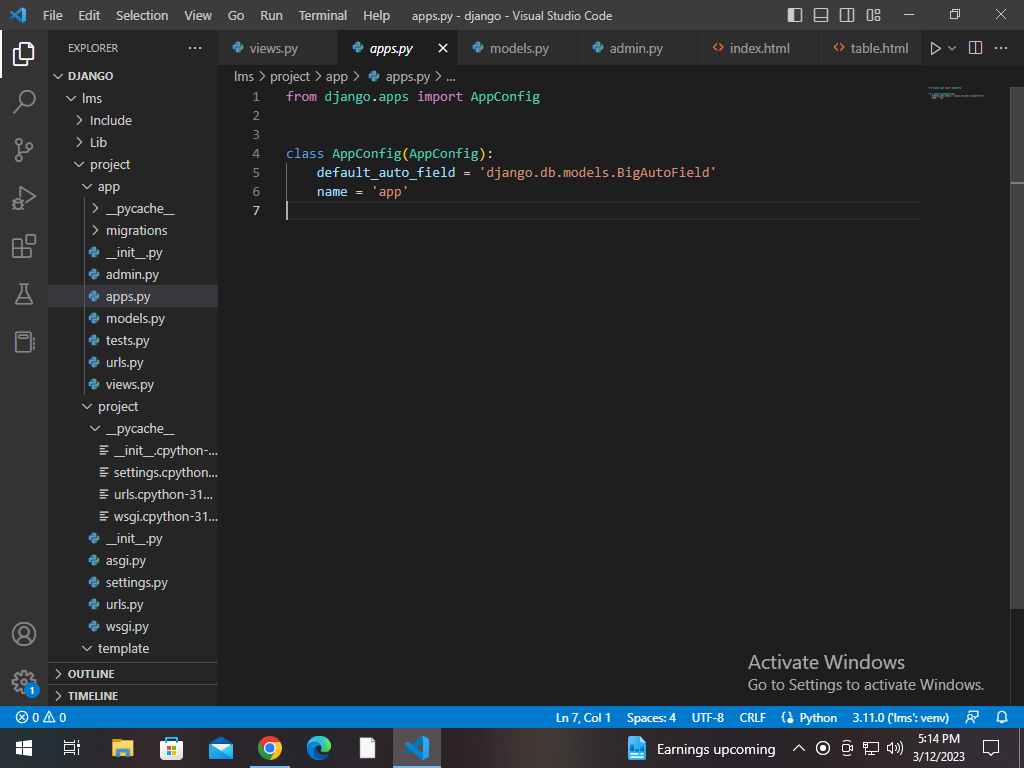 File Edit Selection View Go Run Terminal Help apps.py - django - Visual Studio Code
EXPLORER
views.py apps.py models.py admin.py index.html table.html
DJANGO
lms > project > app > apps.py > ...
lms
Include
Lib
project
app
__pycache__
migrations
__init__.py
admin.py
apps.py
models.py
tests.py
urls.py
views.py
project
__pycache__
__init__.cpython-...
settings.cpython...
urls.cpython-31...
wsgi.cpython-31...
__init__.py
asgi.py
settings.py
urls.py
wsgi.py
template
OUTLINE
TIMELINE
1 from django.apps import AppConfig
2
3
4 class AppConfig(AppConfig):
5 default_auto_field = 'django.db.models.BigAutoField'
6 name = 'app'
7
Activate Windows
Go to Settings to activate Windows.
1
0 0 Ln 7, Col 1 Spaces: 4 UTF-8 CRLF Python 3.11.0 ('lms': venv)
Earnings upcoming
5:14 PM
3/12/2023